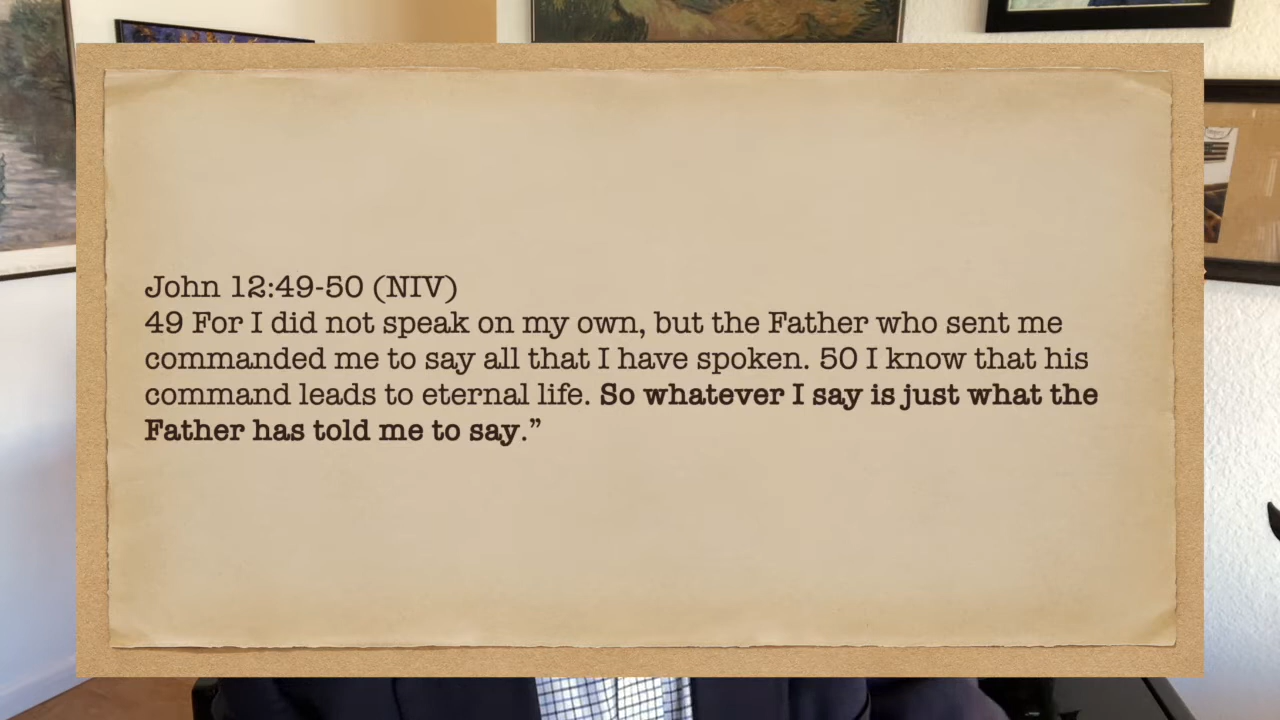 John 12:49-50 (NIV)
49 For I did not speak on my own, but the Father who sent me
commanded me to say all that I have spoken. 50 I know that his
command leads to eternal life. So whatever I say is just what the
Father has told me to say.”